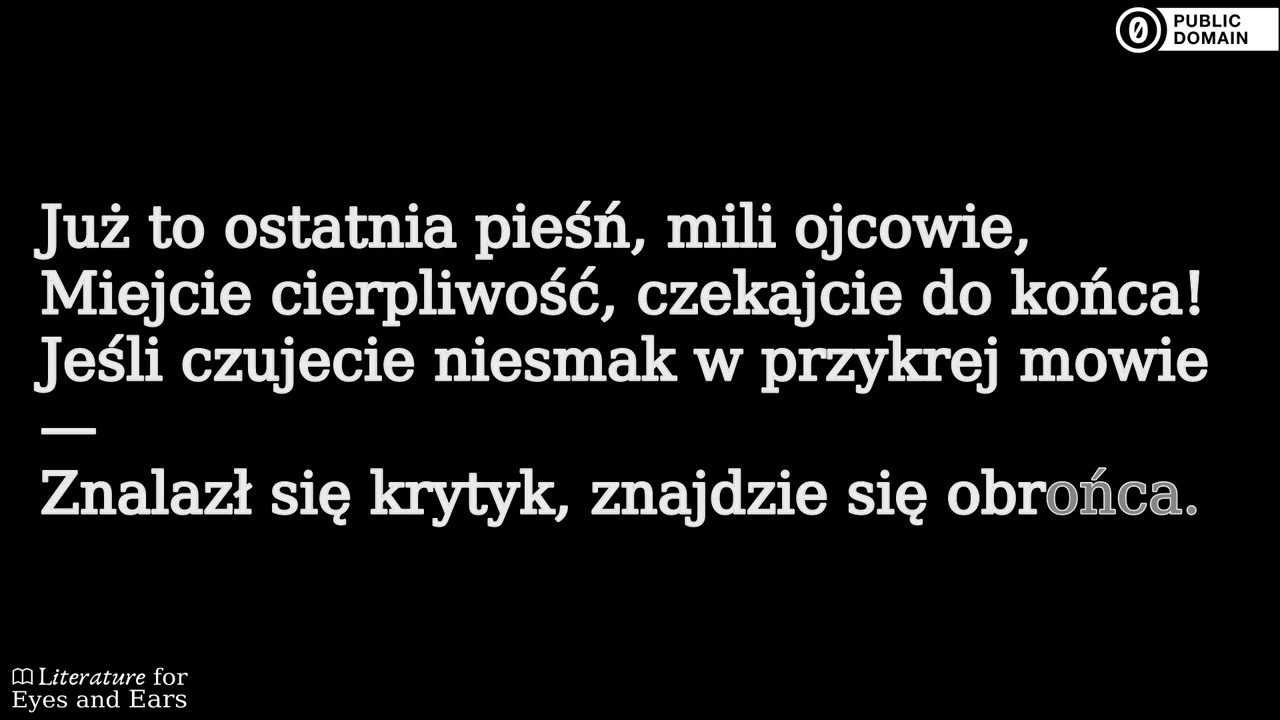 PUBLIC
DOMAIN
Już to ostatnia pieśń, mili ojcowie,
Miejcie cierpliwość, czekajcie do końca!
Jeśli czujecie niesmak w przykrej mowie
—
Znalazł się krytyk, znajdzie się obrońca.
Literature for
Eyes and Ears